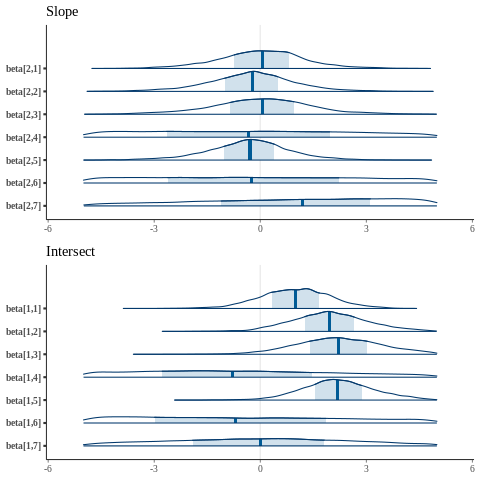 Slope
beta[2,1]
beta[2,2]
beta[2,3]
beta[2,4]
beta[2,5]
beta[2,6]
beta[2,7]
-6 -3 0 3 6
Intersect
beta[1,1]
beta[1,2]
beta[1,3]
beta[1,4]
beta[1,5]
beta[1,6]
beta[1,7]
-6 -3 0 3 6